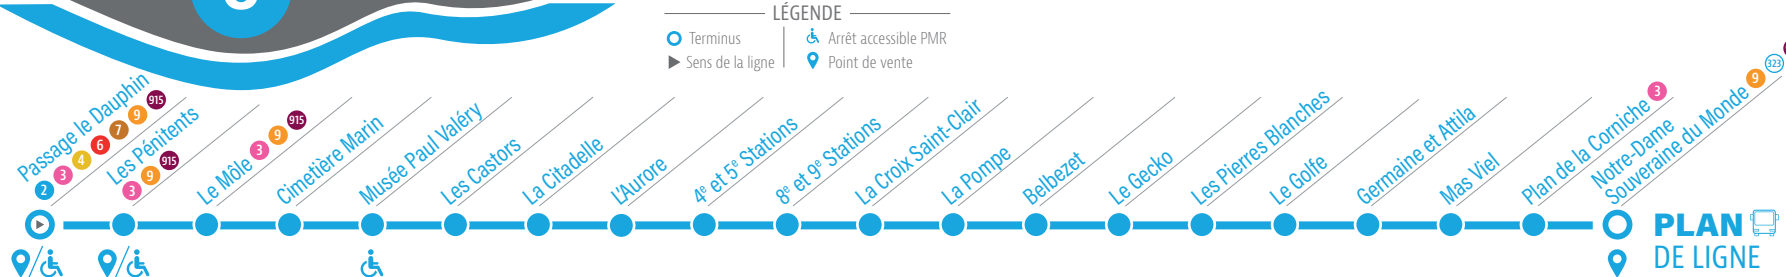 LÉGENDE
Terminus
Sens de la ligne
Arrêt accessible PMR
Point de vente
Passage le Dauphin
2 3 4 6 7 9 915
Les Pénitents
3 9 915
Le Môle 3 9 915
Cimetière Marin
Musée Paul Valéry
Les Castors
La Citadelle
L'Aurore
4e et 5e Stations
8e et 9e Stations
La Croix Saint-Clair
La Pompe
Belbezet
Le Gecko
Les Pierres Blanches
Le Golfe
Germaine et Attila
Mas Viel
Plan de la Corniche 3
Notre-Dame
Souveraine du Monde 9 323
PLAN
DE LIGNE